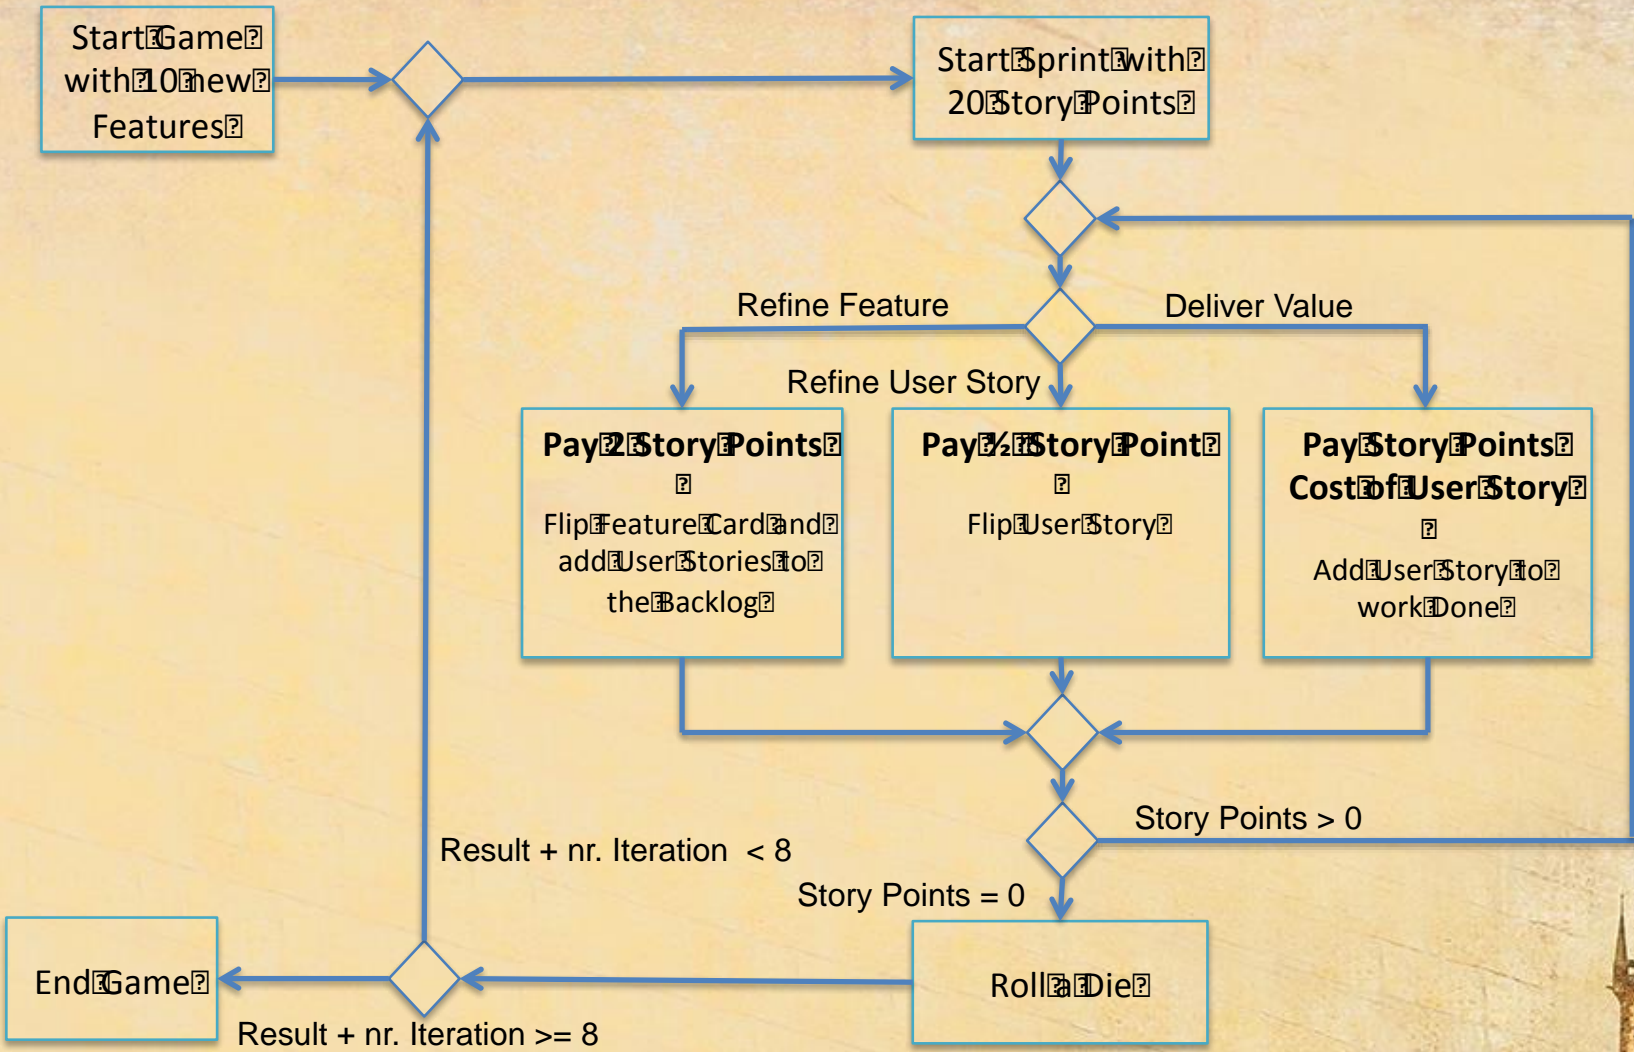 Start Game
with 10 new
Features
Start Sprint with
20 Story Points
Refine Feature
Deliver Value
Refine User Story
Pay 2 Story Points
Flip Feature Card and
add User Stories to
the Backlog
Pay ½ Story Point
Flip User Story
Pay Story Points
Cost of User Story
Add User Story to
work Done
Story Points > 0
Result + nr. Iteration < 8
Story Points = 0
End Game
Roll a Die
Result + nr. Iteration >= 8